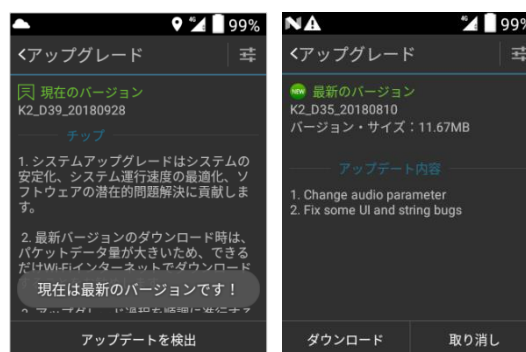 4G 99%
<アップグレード
現在のバージョン
K2_D39_20180928
チップ
1. システムアップグレードはシステムの
安定化、システム運行速度の最適化、ソ
フトウェアの潜在的問題解決に貢献しま
す。
2. 最新バージョンのダウンロード時は、
パケットデータ量が大きいため、できる
だけWi-Fiインターネットでダウンロード
現在は最新のバージョンです！
アップデートを検出
4G 99%
<アップグレード
NEW 最新のバージョン
K2_D35_20180810
バージョン・サイズ：11.67MB
アップデート内容
1. Change audio parameter
2. Fix some UI and string bugs
ダウンロード 取り消し